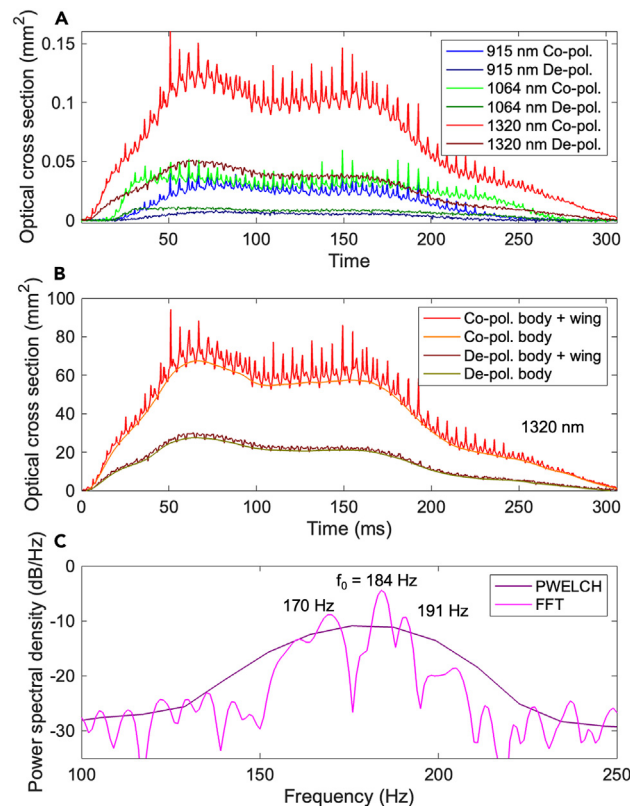 A
Optical cross section (mm²)
0.15
0.1
0.05
0
50
100
150
200
250
300
Time
915 nm Co-pol.
915 nm De-pol.
1064 nm Co-pol.
1064 nm De-pol.
1320 nm Co-pol.
1320 nm De-pol.
B
Optical cross section (mm²)
100
80
60
40
20
0
0
50
100
150
200
250
300
Time (ms)
Co-pol. body + wing
Co-pol. body
De-pol. body + wing
De-pol. body
1320 nm
C
Power spectral density (dB/Hz)
0
-10
-20
-30
100
150
200
250
Frequency (Hz)
f₀ = 184 Hz
170 Hz
191 Hz
PWELCH
FFT